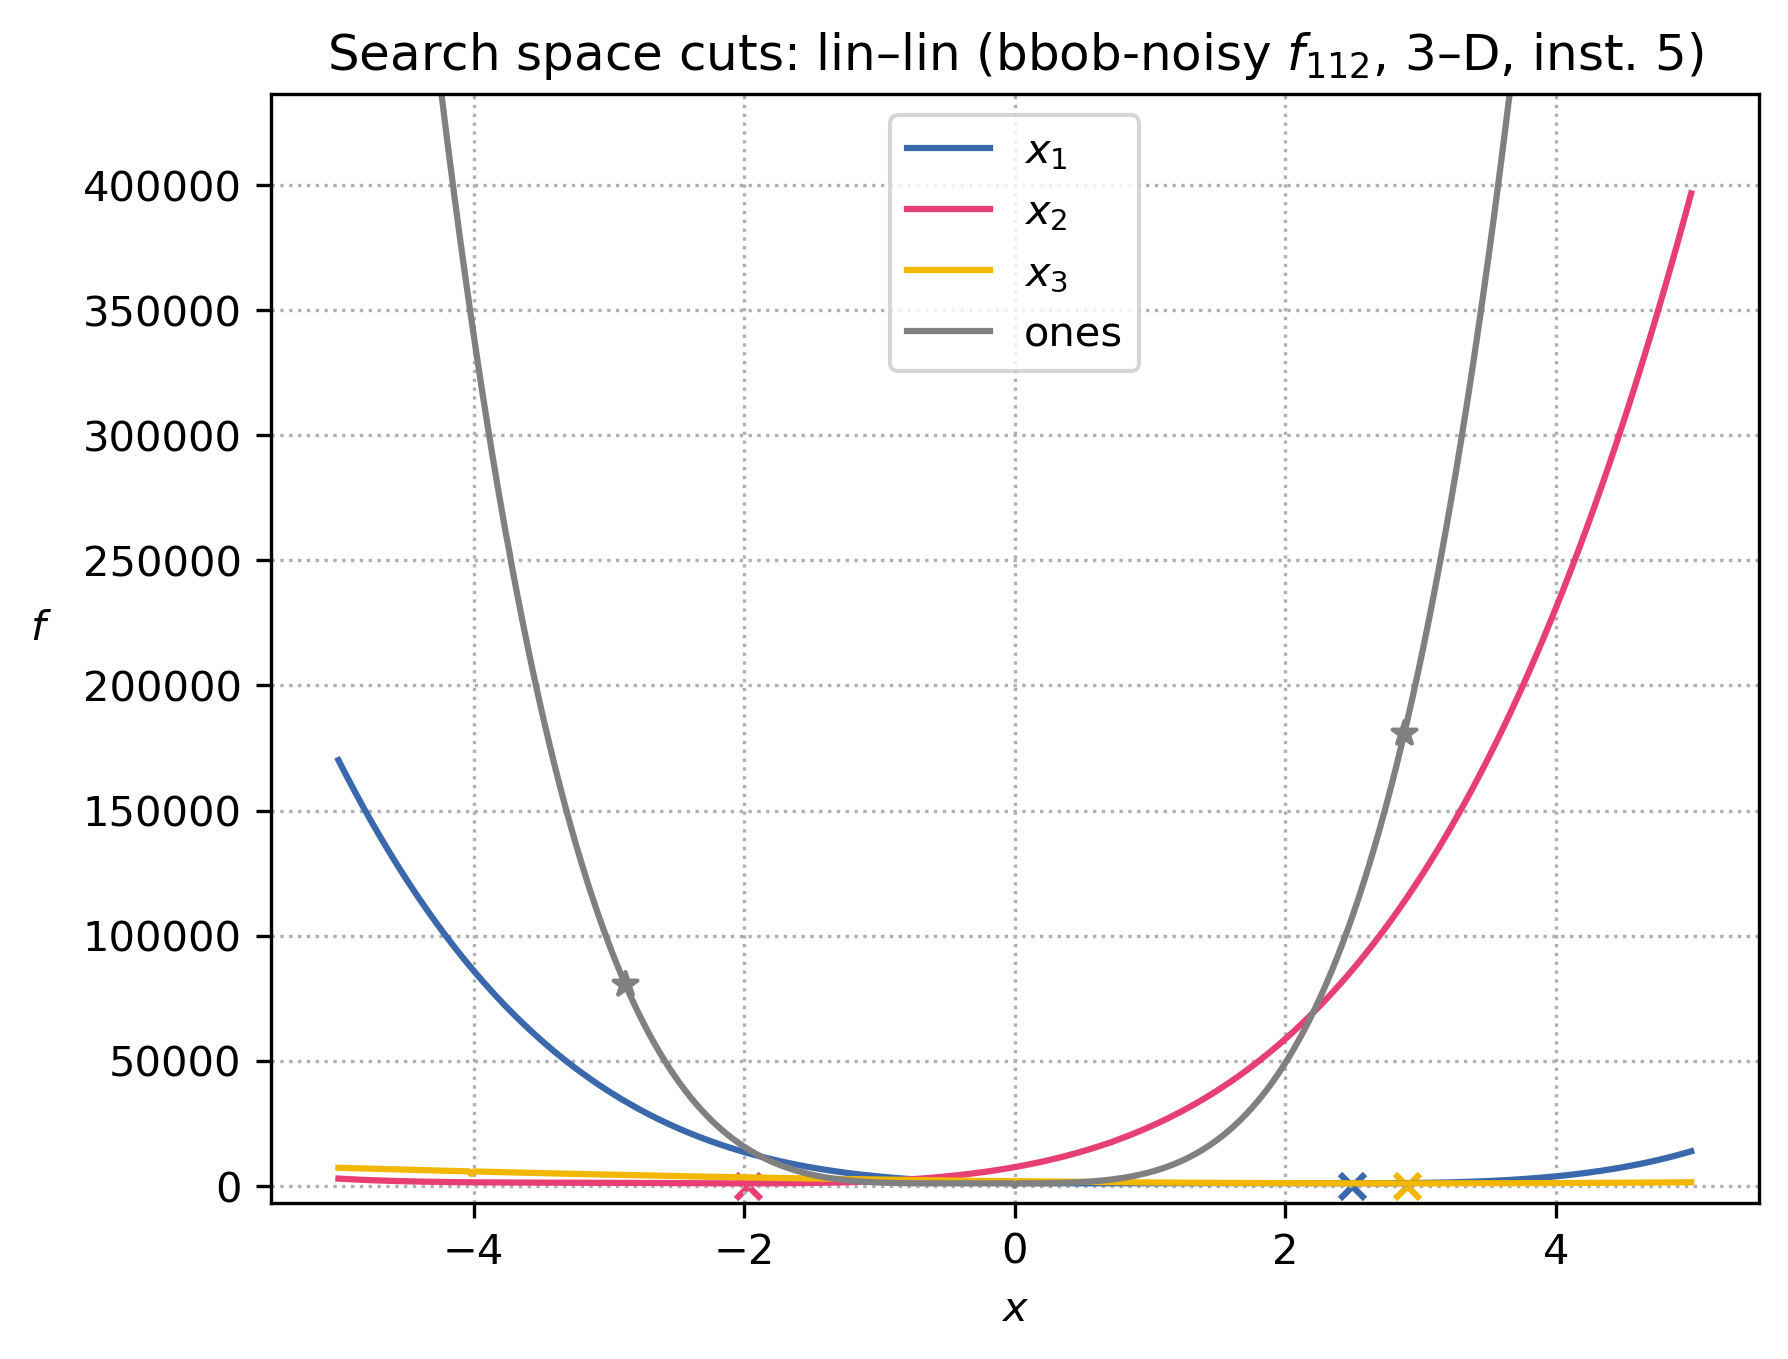 Search space cuts: lin–lin (bbob-noisy f₁₁₂, 3–D, inst. 5)
x₁
x₂
x₃
ones
400000
350000
300000
250000
200000
150000
100000
50000
0
f
−4
−2
0
2
4
x